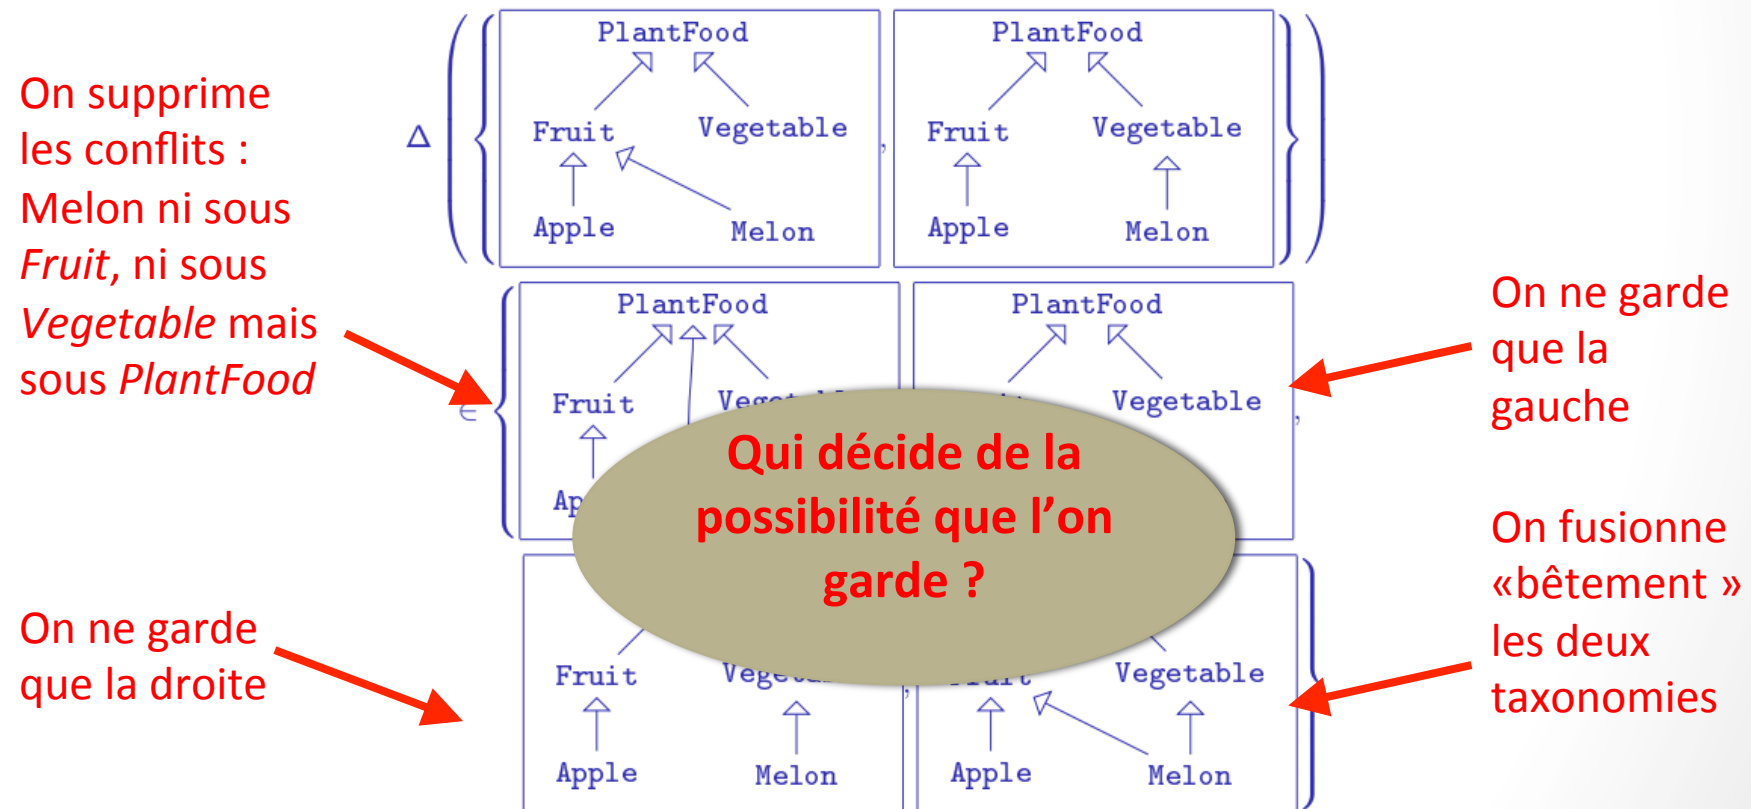 On supprime
les conflits :
Melon ni sous
Fruit, ni sous
Vegetable mais
sous PlantFood
Δ
PlantFood
Fruit Vegetable
Apple Melon
,
PlantFood
Fruit Vegetable
Apple Melon
∈
PlantFood
Fruit
PlantFood
Vegetable
,
On ne garde
que la
gauche
Qui décide de la
possibilité que l’on
garde ?
On ne garde
que la droite
Fruit
Apple Melon
,
Vegetable
Apple Melon
On fusionne
«bêtement »
les deux
taxonomies